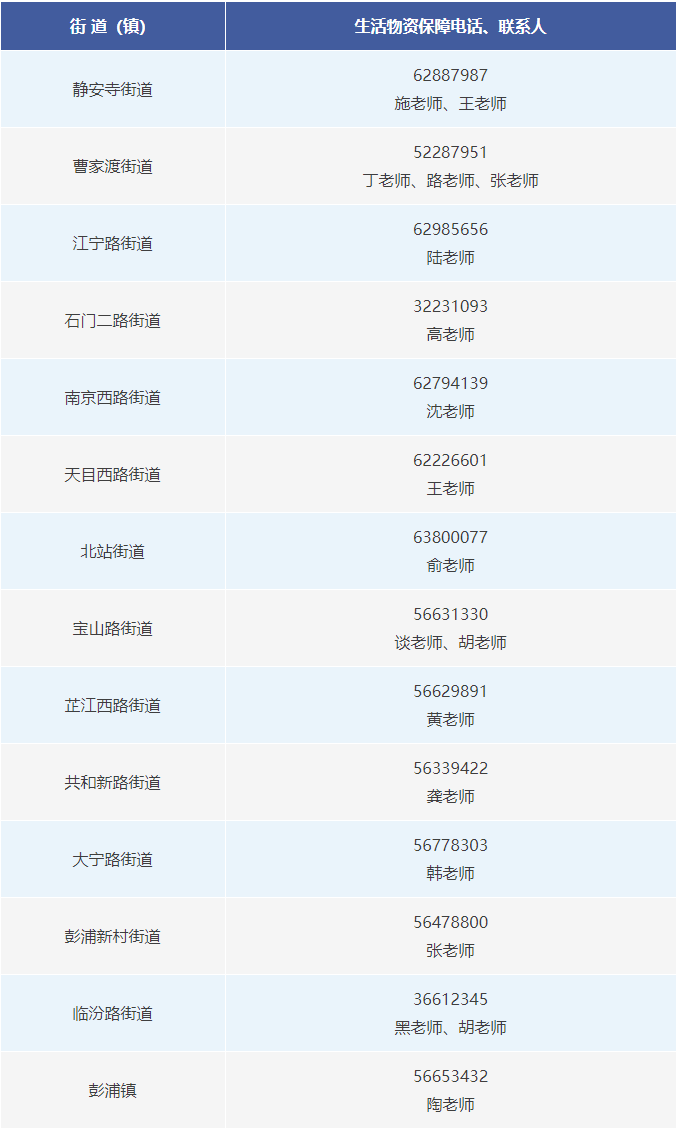 街 道（镇）
生活物资保障电话、联系人
静安寺街道
62887987
施老师、王老师
曹家渡街道
52287951
丁老师、路老师、张老师
江宁路街道
62985656
陆老师
石门二路街道
32231093
高老师
南京西路街道
62794139
沈老师
天目西路街道
62226601
王老师
北站街道
63800077
俞老师
宝山路街道
56631330
谈老师、胡老师
芷江西路街道
56629891
黄老师
共和新路街道
56339422
龚老师
大宁路街道
56778303
韩老师
彭浦新村街道
56478800
张老师
临汾路街道
36612345
黑老师、胡老师
彭浦镇
56653432
陶老师